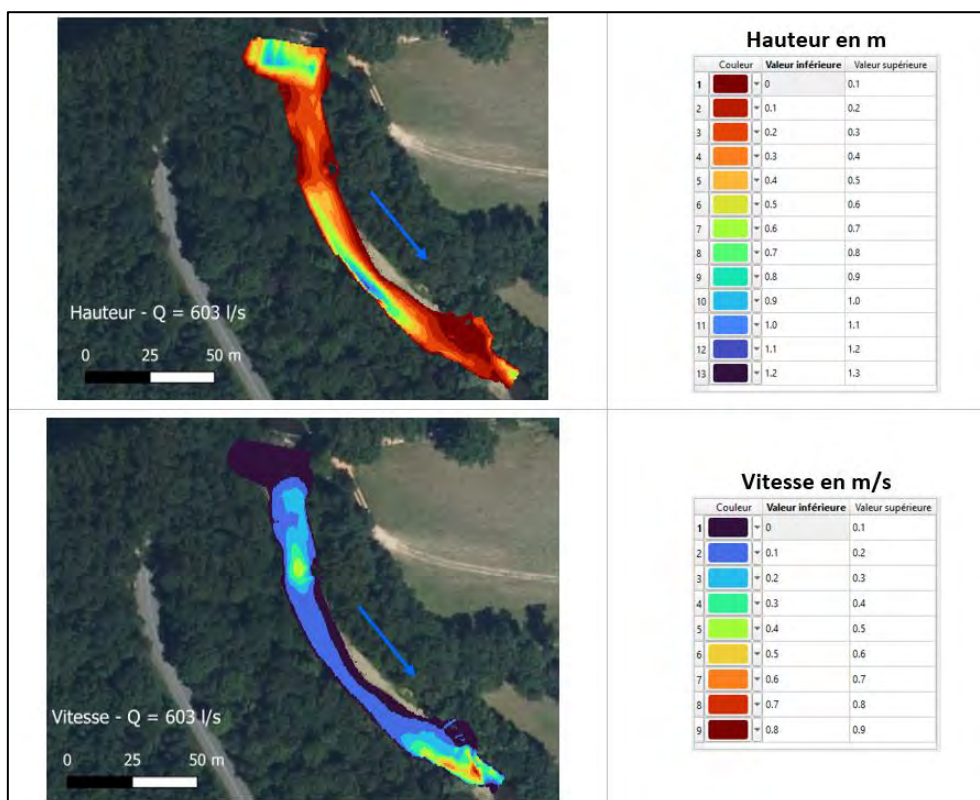 Hauteur - Q = 603 l/s
0 25 50 m
Hauteur en m
Couleur Valeur inférieure Valeur supérieure
1 0 0.1
2 0.1 0.2
3 0.2 0.3
4 0.3 0.4
5 0.4 0.5
6 0.5 0.6
7 0.6 0.7
8 0.7 0.8
9 0.8 0.9
10 0.9 1.0
11 1.0 1.1
12 1.1 1.2
13 1.2 1.3
Vitesse - Q = 603 l/s
0 25 50 m
Vitesse en m/s
Couleur Valeur inférieure Valeur supérieure
1 0 0.1
2 0.1 0.2
3 0.2 0.3
4 0.3 0.4
5 0.4 0.5
6 0.5 0.6
7 0.6 0.7
8 0.7 0.8
9 0.8 0.9